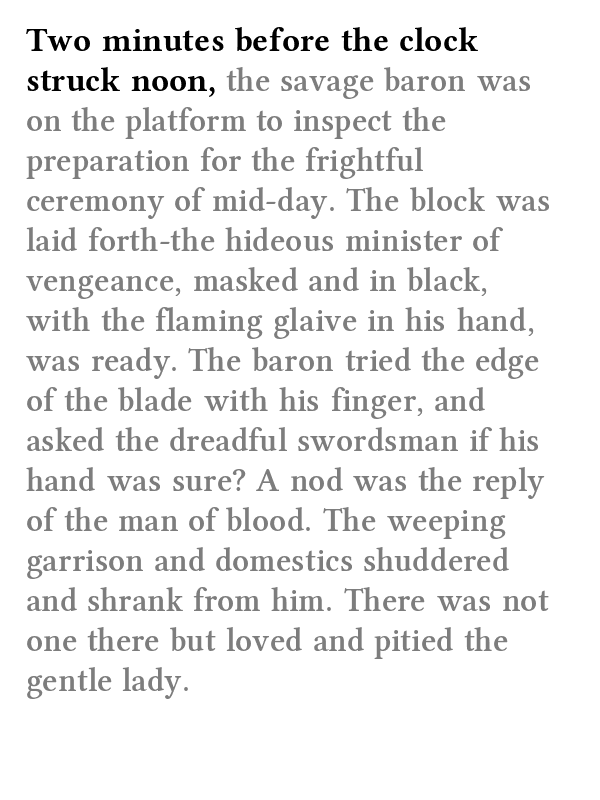 Two minutes before the clock
struck noon, the savage baron was
on the platform to inspect the
preparation for the frightful
ceremony of mid-day. The block was
laid forth-the hideous minister of
vengeance, masked and in black,
with the flaming glaive in his hand,
was ready. The baron tried the edge
of the blade with his finger, and
asked the dreadful swordsman if his
hand was sure? A nod was the reply
of the man of blood. The weeping
garrison and domestics shuddered
and shrank from him. There was not
one there but loved and pitied the
gentle lady.